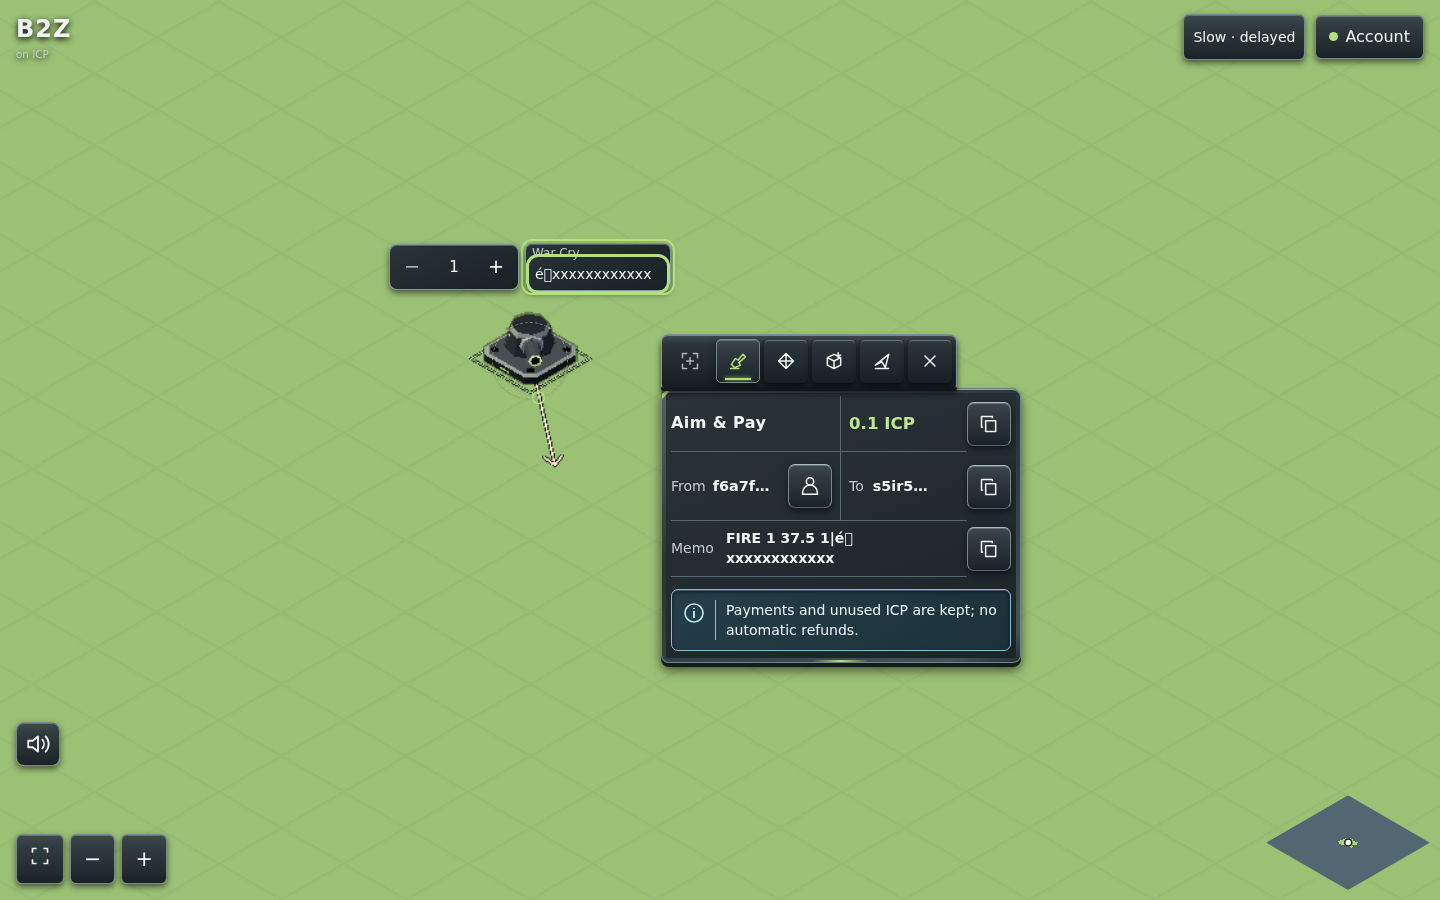 B2Z
on ICP
Slow · delayed
Account
1
War Cry
é▯xxxxxxxxxxxx
Aim & Pay
0.1 ICP
From f6a7f…
To s5ir5…
Memo
FIRE 1 37.5 1|é▯
xxxxxxxxxxxx
Payments and unused ICP are kept; no
automatic refunds.